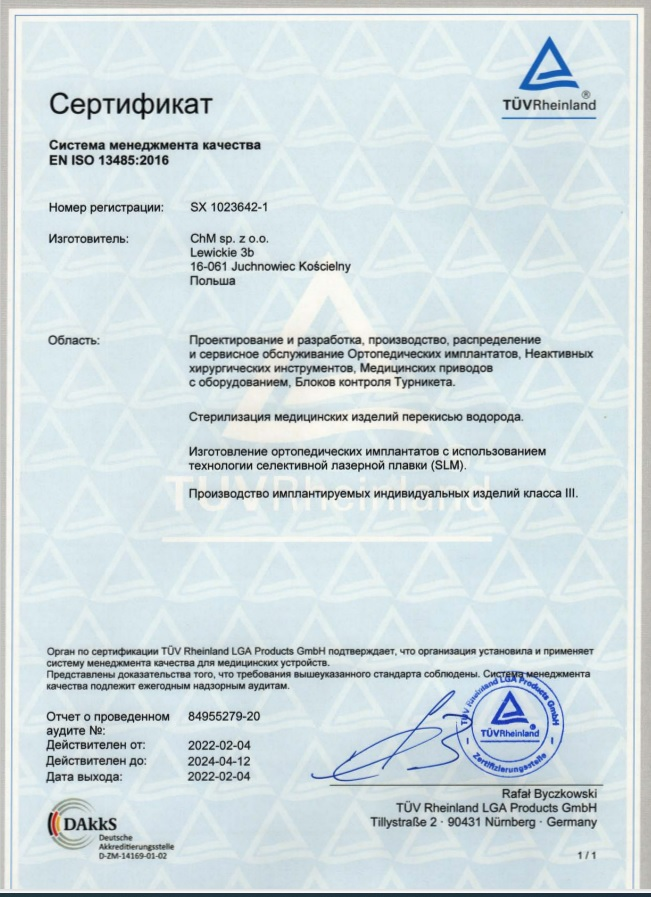 TÜVRheinland®
Сертификат
Система менеджмента качества
EN ISO 13485:2016
Номер регистрации: SX 1023642-1
Изготовитель: ChM sp. z o.o.
Lewickie 3b
16-061 Juchnowiec Kościelny
Польша
Область: Проектирование и разработка, производство, распределение
и сервисное обслуживание Ортопедических имплантатов, Неактивных
хирургических инструментов, Медицинских приводов
с оборудованием, Блоков контроля Турникета.
Стерилизация медицинских изделий перекисью водорода.
Изготовление ортопедических имплантатов с использованием
технологии селективной лазерной плавки (SLM).
Производство имплантируемых индивидуальных изделий класса III.
TÜVRheinland
Орган по сертификации TÜV Rheinland LGA Products GmbH подтверждает, что организация установила и применяет
систему менеджмента качества для медицинских устройств.
Представлены доказательства того, что требования вышеуказанного стандарта соблюдены. Система менеджмента
качества подлежит ежегодным надзорным аудитам.
Отчет о проведенном 84955279-20
аудите №:
Действителен от: 2022-02-04
Действителен до: 2024-04-12
Дата выхода: 2022-02-04
TÜV Rheinland LGA Products GmbH
TÜVRheinland®
Zertifizierungsstelle
Rafał Byczkowski
TÜV Rheinland LGA Products GmbH
Tillystraße 2 · 90431 Nürnberg · Germany
DAkkS
Deutsche
Akkreditierungsstelle
D-ZM-14169-01-02
1 / 1